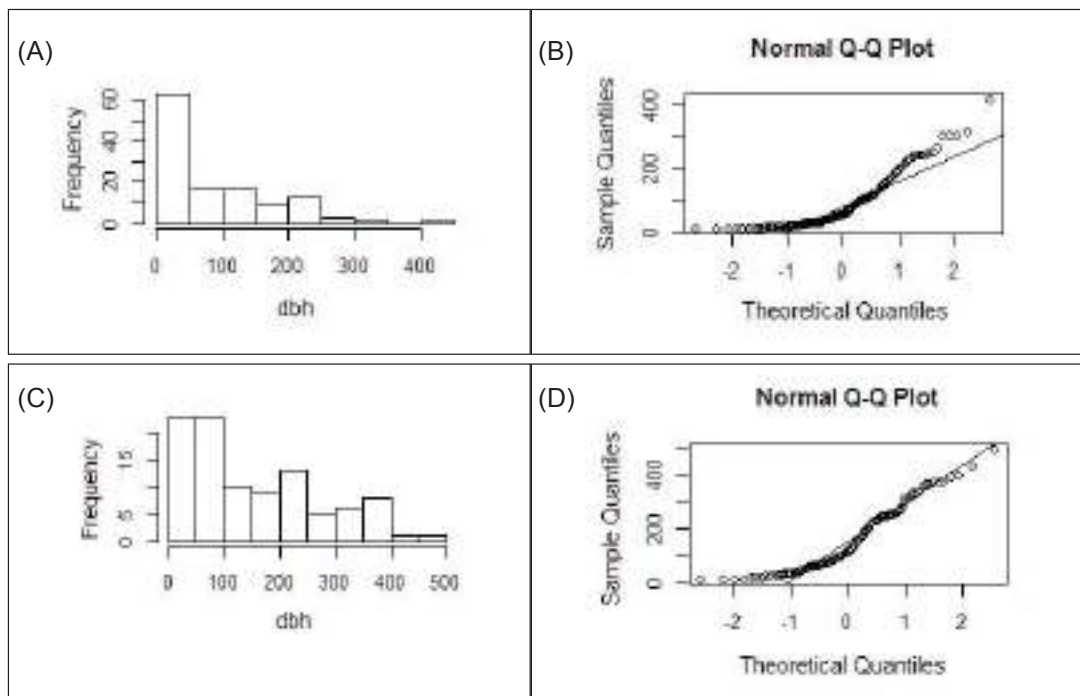 (A)
Frequency
60
40
20
0
0 100 200 300 400
dbh
(B)
Normal Q-Q Plot
Sample Quantiles
400
200
0
-2 -1 0 1 2
Theoretical Quantiles
(C)
Frequency
15
5
0
0 100 200 300 400 500
dbh
(D)
Normal Q-Q Plot
Sample Quantiles
400
200
0
-2 -1 0 1 2
Theoretical Quantiles